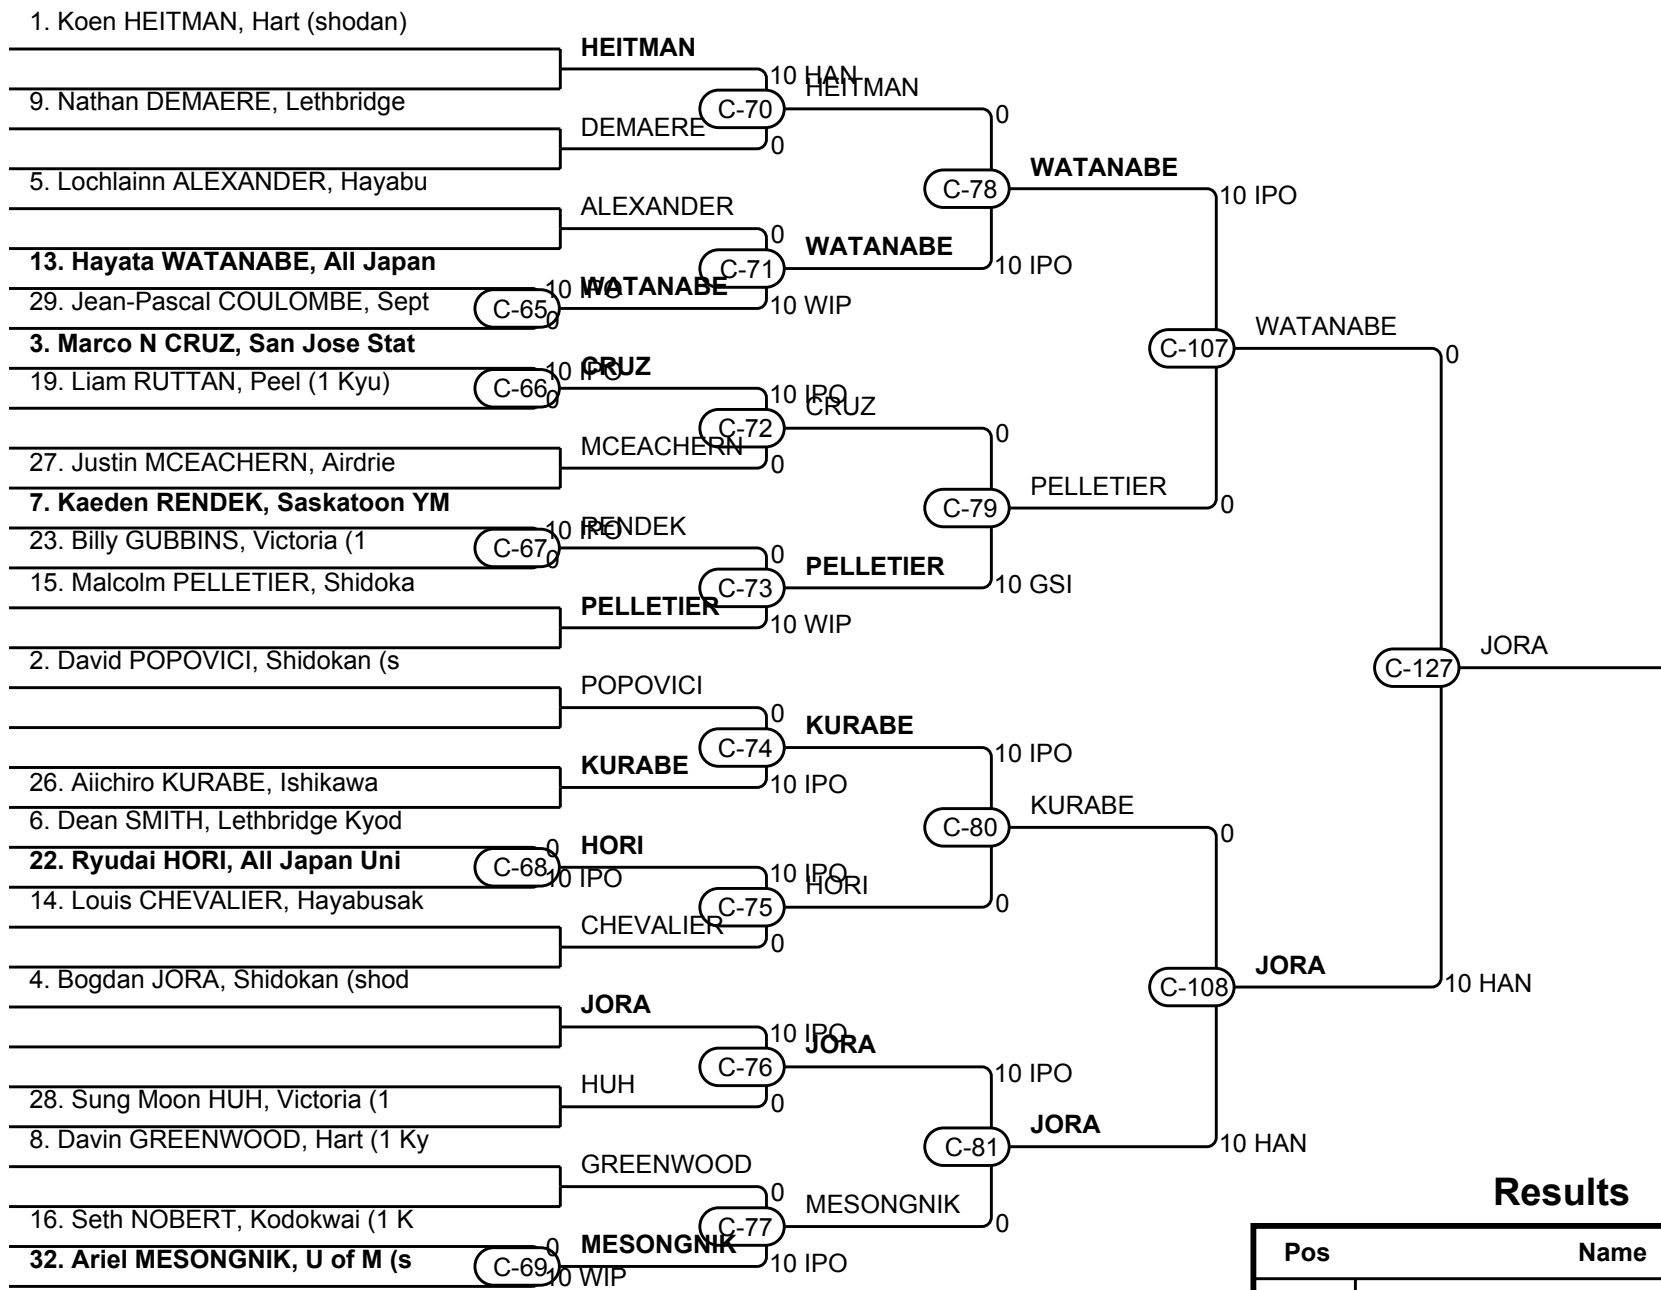 1. Koen HEITMAN, Hart (shodan)
HEITMAN
10 HAN
HEITMAN
9. Nathan DEMAERE, Lethbridge
C-70
0
DEMAERE
0
WATANABE
5. Lochlainn ALEXANDER, Hayabu
C-78
10 IPO
ALEXANDER
0
WATANABE
13. Hayata WATANABE, All Japan
C-71
10 IPO
10 IPO
WATANABE
29. Jean-Pascal COULOMBE, Sept
C-65
10 WIP
0
WATANABE
3. Marco N CRUZ, San Jose Stat
C-107
0
10 IPO
CRUZ
19. Liam RUTTAN, Peel (1 Kyu)
C-66
10 IPO
0
CRUZ
C-72
0
MCEACHERN
27. Justin MCEACHERN, Airdrie
0
PELLETIER
7. Kaeden RENDEK, Saskatoon YM
C-79
0
10 IPO
RENDEK
23. Billy GUBBINS, Victoria (1
C-67
0
0
PELLETIER
15. Malcolm PELLETIER, Shidoka
C-73
10 GSI
PELLETIER
10 WIP
2. David POPOVICI, Shidokan (s
JORA
C-127
POPOVICI
0
KURABE
C-74
10 IPO
KURABE
26. Aiichiro KURABE, Ishikawa
10 IPO
KURABE
6. Dean SMITH, Lethbridge Kyod
C-80
0
0
HORI
22. Ryudai HORI, All Japan Uni
C-68
10 IPO
10 IPO
HORI
14. Louis CHEVALIER, Hayabusak
C-75
0
CHEVALIER
0
JORA
4. Bogdan JORA, Shidokan (shod
C-108
10 HAN
JORA
10 IPO
JORA
C-76
10 IPO
HUH
28. Sung Moon HUH, Victoria (1
0
JORA
8. Davin GREENWOOD, Hart (1 Ky
C-81
10 HAN
GREENWOOD
0
Results
MESONGNIK
16. Seth NOBERT, Kodokwai (1 K
C-77
0
0
MESONGNIK
32. Ariel MESONGNIK, U of M (s
C-69
10 IPO
10 WIP
Pos
Name